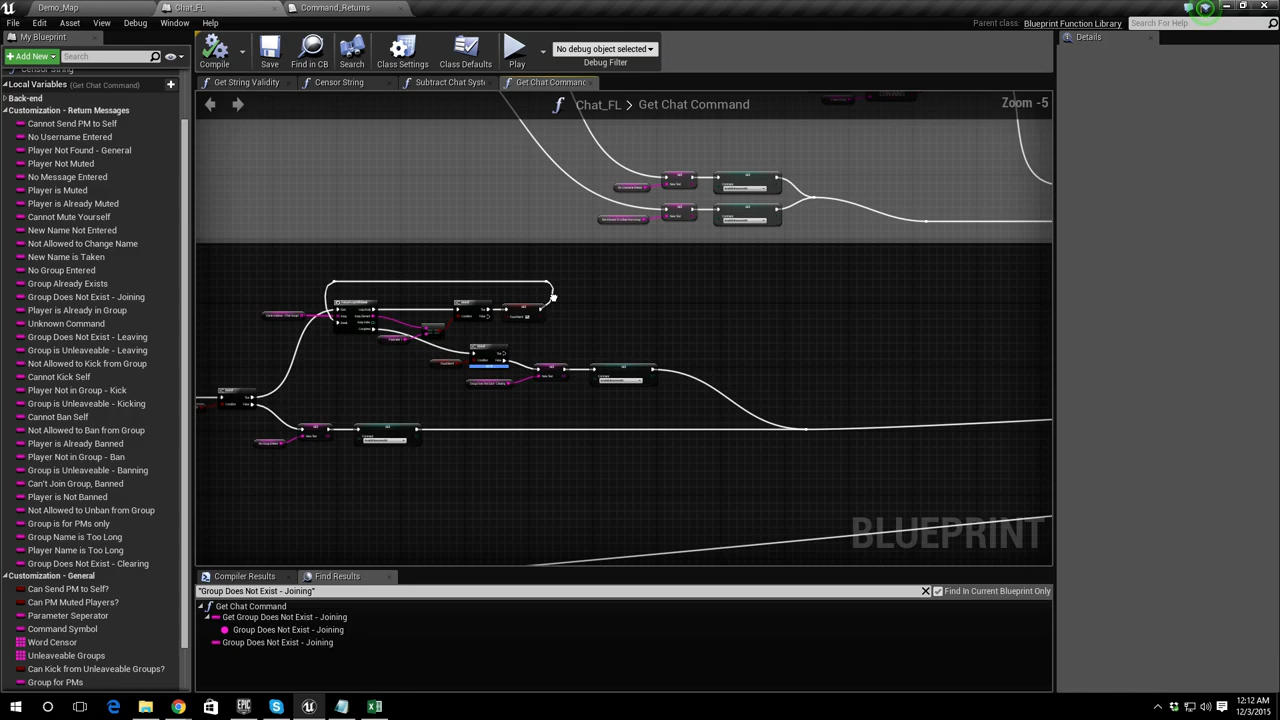 Demo_Map
Chat_FL
Command_Returns
File Edit Asset View Debug Window Help
Parent class: Blueprint Function Library
Search For Help
My Blueprint
Add New
Search
Compile
Save
Find in CB
Search
Class Settings
Class Defaults
Play
No debug object selected
Debug Filter
Details
Censor String
Local Variables (Get Chat Command)
Back-end
Customization - Return Messages
Cannot Send PM to Self
No Username Entered
Player Not Found - General
Player Not Muted
No Message Entered
Player is Muted
Player is Already Muted
Cannot Mute Yourself
New Name Not Entered
Not Allowed to Change Name
New Name is Taken
No Group Entered
Group Already Exists
Group Does Not Exist - Joining
Player is Already in Group
Unknown Command
Group Does Not Exist - Leaving
Group is Unleaveable - Leaving
Not Allowed to Kick from Group
Cannot Kick Self
Player Not in Group - Kick
Group is Unleaveable - Kicking
Cannot Ban Self
Not Allowed to Ban from Group
Player is Already Banned
Player Not in Group - Ban
Group is Unleaveable - Banning
Can't Join Group, Banned
Player is Not Banned
Not Allowed to Unban from Group
Group is for PMs only
Group Name is Too Long
Player Name is Too Long
Group Does Not Exist - Clearing
Customization - General
Can Send PM to Self?
Can PM Muted Players?
Parameter Seperator
Command Symbol
Word Censor
Unleaveable Groups
Can Kick from Unleaveable Groups?
Group for PMs
Get String Validity
Censor String
Subtract Chat Syst
Get Chat Command
Chat_FL > Get Chat Command
Zoom -5
BLUEPRINT
Compiler Results
Find Results
"Group Does Not Exist - Joining"
Find In Current Blueprint Only
Get Chat Command
Get Group Does Not Exist - Joining
Group Does Not Exist - Joining
Group Does Not Exist - Joining
12:12 AM
12/3/2015